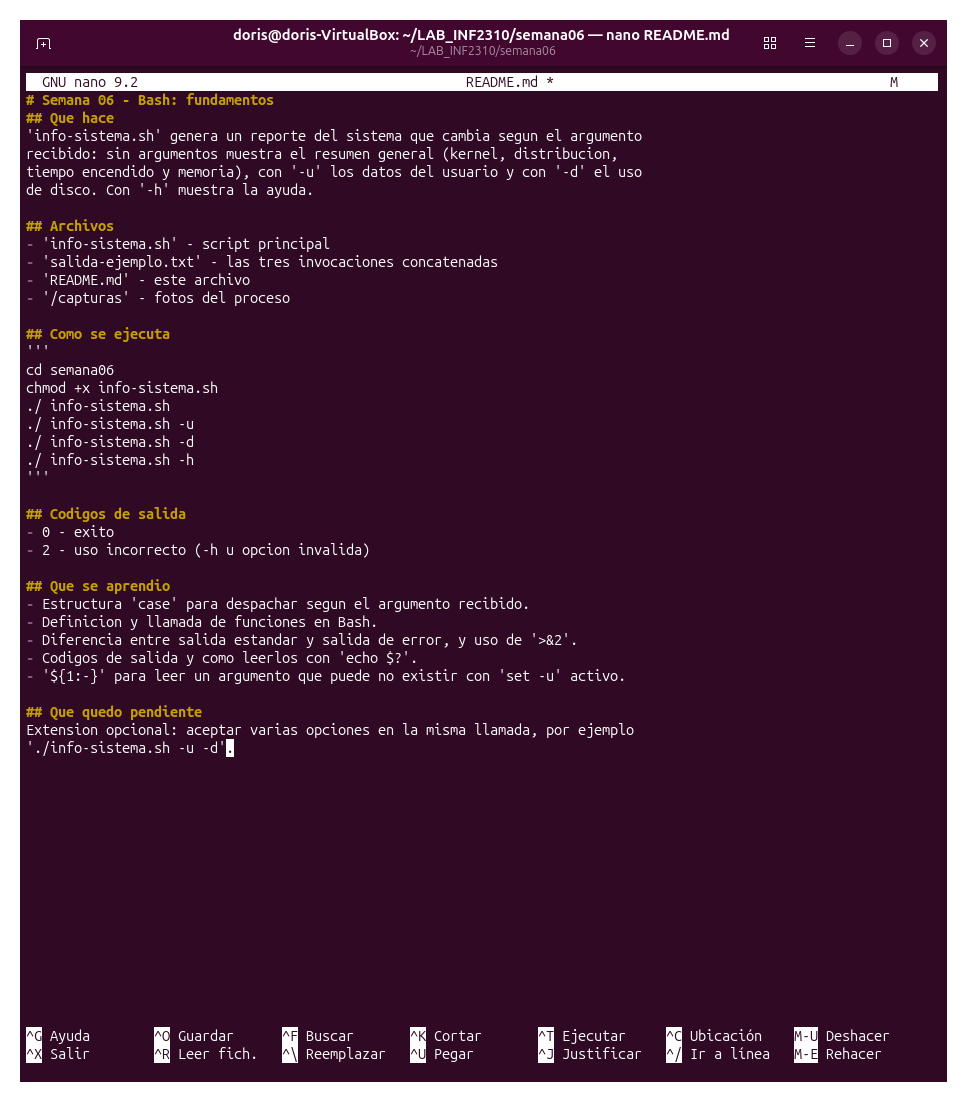 doris@doris-VirtualBox: ~/LAB_INF2310/semana06 — nano README.md
~/LAB_INF2310/semana06
GNU nano 9.2 README.md * M
# Semana 06 - Bash: fundamentos
## Que hace
'info-sistema.sh' genera un reporte del sistema que cambia segun el argumento
recibido: sin argumentos muestra el resumen general (kernel, distribucion,
tiempo encendido y memoria), con '-u' los datos del usuario y con '-d' el uso
de disco. Con '-h' muestra la ayuda.

## Archivos
- 'info-sistema.sh' - script principal
- 'salida-ejemplo.txt' - las tres invocaciones concatenadas
- 'README.md' - este archivo
- '/capturas' - fotos del proceso

## Como se ejecuta
'''
cd semana06
chmod +x info-sistema.sh
./ info-sistema.sh
./ info-sistema.sh -u
./ info-sistema.sh -d
./ info-sistema.sh -h
'''

## Codigos de salida
- 0 - exito
- 2 - uso incorrecto (-h u opcion invalida)

## Que se aprendio
- Estructura 'case' para despachar segun el argumento recibido.
- Definicion y llamada de funciones en Bash.
- Diferencia entre salida estandar y salida de error, y uso de '>&2'.
- Codigos de salida y como leerlos con 'echo $?'.
- '${1:-}' para leer un argumento que puede no existir con 'set -u' activo.

## Que quedo pendiente
Extension opcional: aceptar varias opciones en la misma llamada, por ejemplo
'./info-sistema.sh -u -d'.

^G Ayuda ^O Guardar ^F Buscar ^K Cortar ^T Ejecutar ^C Ubicación M-U Deshacer
^X Salir ^R Leer fich. ^\ Reemplazar ^U Pegar ^J Justificar ^/ Ir a línea M-E Rehacer